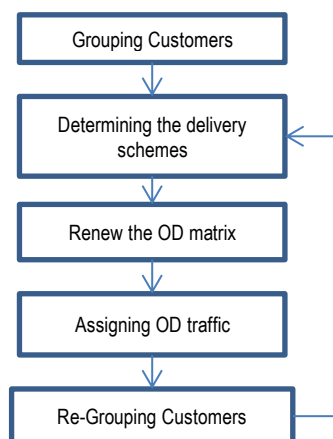 Grouping Customers
Determining the delivery
schemes
Renew the OD matrix
Assigning OD traffic
Re-Grouping Customers